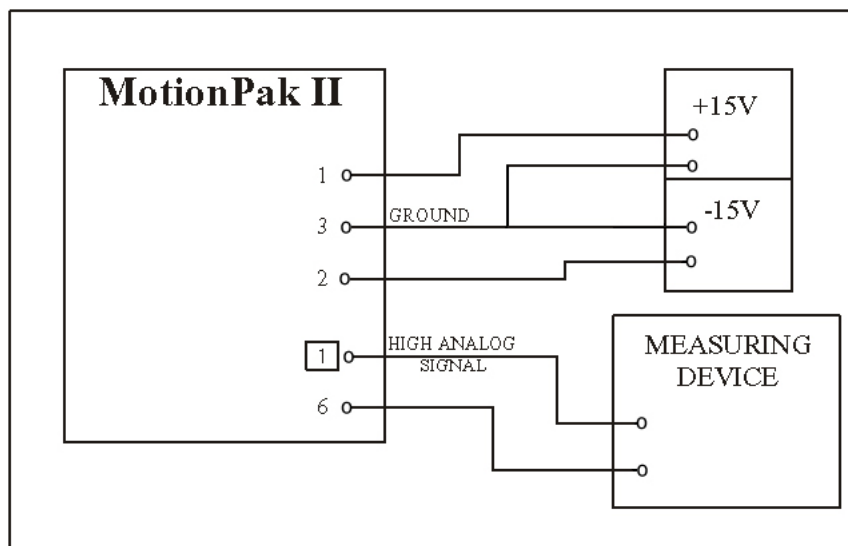 MotionPak II
+15V
1
3
GROUND
-15V
2
1
HIGH ANALOG
SIGNAL
6
MEASURING
DEVICE